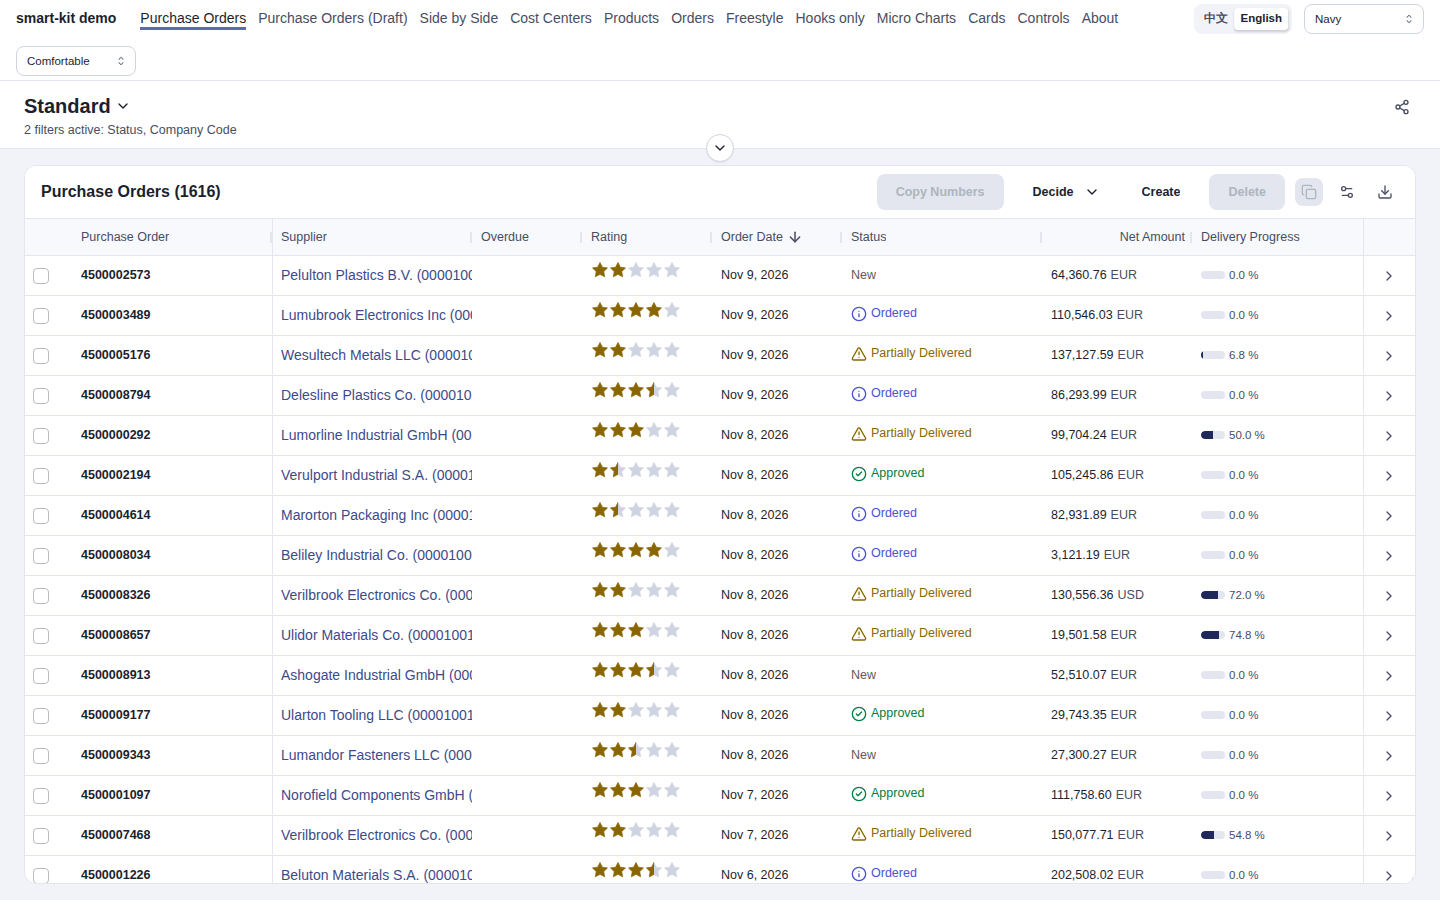 smart-kit demo Purchase Orders Purchase Orders (Draft) Side by Side Cost Centers Products Orders Freestyle Hooks only Micro Charts Cards Controls About 中文 English Navy
Comfortable
Standard
2 filters active: Status, Company Code
Purchase Orders (1616) Copy Numbers Decide Create Delete
Purchase Order Supplier Overdue Rating Order Date Status Net Amount Delivery Progress
4500002573 Pelulton Plastics B.V. (0000100 Nov 9, 2026 New 64,360.76 EUR 0.0 %
4500003489 Lumubrook Electronics Inc (000 Nov 9, 2026 Ordered 110,546.03 EUR 0.0 %
4500005176 Wesultech Metals LLC (000010 Nov 9, 2026 Partially Delivered 137,127.59 EUR 6.8 %
4500008794 Delesline Plastics Co. (000010 Nov 9, 2026 Ordered 86,293.99 EUR 0.0 %
4500000292 Lumorline Industrial GmbH (00 Nov 8, 2026 Partially Delivered 99,704.24 EUR 50.0 %
4500002194 Verulport Industrial S.A. (00001 Nov 8, 2026 Approved 105,245.86 EUR 0.0 %
4500004614 Marorton Packaging Inc (00001 Nov 8, 2026 Ordered 82,931.89 EUR 0.0 %
4500008034 Beliley Industrial Co. (0000100 Nov 8, 2026 Ordered 3,121.19 EUR 0.0 %
4500008326 Verilbrook Electronics Co. (000 Nov 8, 2026 Partially Delivered 130,556.36 USD 72.0 %
4500008657 Ulidor Materials Co. (00001001 Nov 8, 2026 Partially Delivered 19,501.58 EUR 74.8 %
4500008913 Ashogate Industrial GmbH (000 Nov 8, 2026 New 52,510.07 EUR 0.0 %
4500009177 Ularton Tooling LLC (00001001 Nov 8, 2026 Approved 29,743.35 EUR 0.0 %
4500009343 Lumandor Fasteners LLC (000 Nov 8, 2026 New 27,300.27 EUR 0.0 %
4500001097 Norofield Components GmbH ( Nov 7, 2026 Approved 111,758.60 EUR 0.0 %
4500007468 Verilbrook Electronics Co. (000 Nov 7, 2026 Partially Delivered 150,077.71 EUR 54.8 %
4500001226 Beluton Materials S.A. (000010 Nov 6, 2026 Ordered 202,508.02 EUR 0.0 %